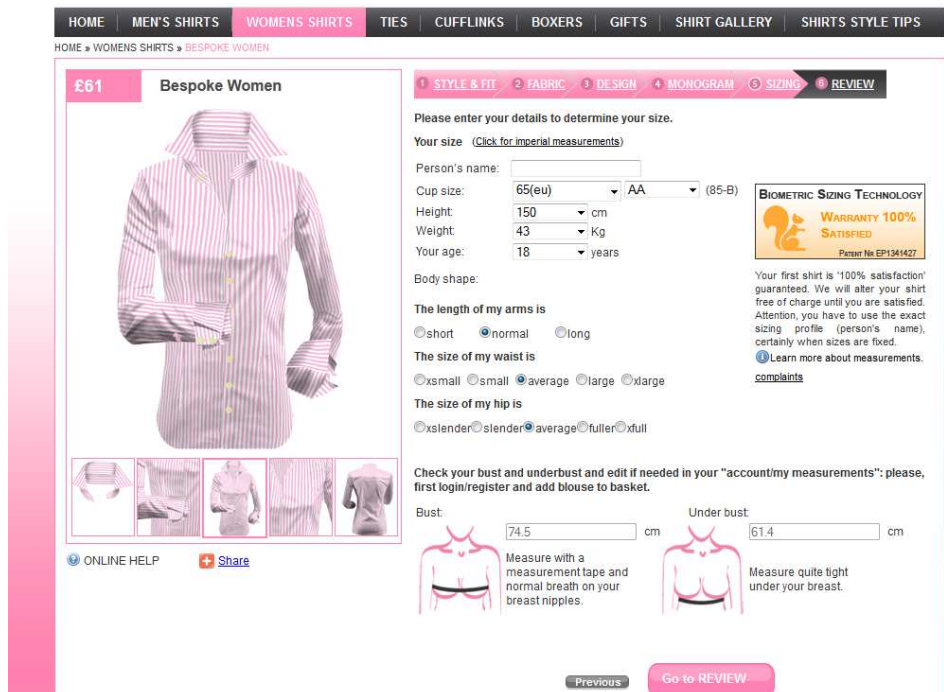 HOME MEN'S SHIRTS WOMENS SHIRTS TIES CUFFLINKS BOXERS GIFTS SHIRT GALLERY SHIRTS STYLE TIPS
HOME » WOMENS SHIRTS » BESPOKE WOMEN
£61 Bespoke Women
1 STYLE & FIT 2 FABRIC 3 DESIGN 4 MONOGRAM 5 SIZING 6 REVIEW
Please enter your details to determine your size.
Your size (Click for imperial measurements)
Person's name:
Cup size: 65(eu) AA (85-B)
Height: 150 cm
Weight: 43 Kg
Your age: 18 years
Body shape:
The length of my arms is
short normal long
The size of my waist is
xsmall small average large xlarge
The size of my hip is
xslender slender average fuller xfull
BIOMETRIC SIZING TECHNOLOGY
WARRANTY 100%
SATISFIED
PATENT NR EP1341427
Your first shirt is '100% satisfaction'
guaranteed. We will alter your shirt
free of charge until you are satisfied.
Attention, you have to use the exact
sizing profile (person's name),
certainly when sizes are fixed.
Learn more about measurements.
complaints
Check your bust and underbust and edit if needed in your "account/my measurements": please,
first login/register and add blouse to basket.
Bust:
74.5 cm
Measure with a
measurement tape and
normal breath on your
breast nipples.
Under bust:
61.4 cm
Measure quite tight
under your breast.
ONLINE HELP Share
Previous Go to REVIEW